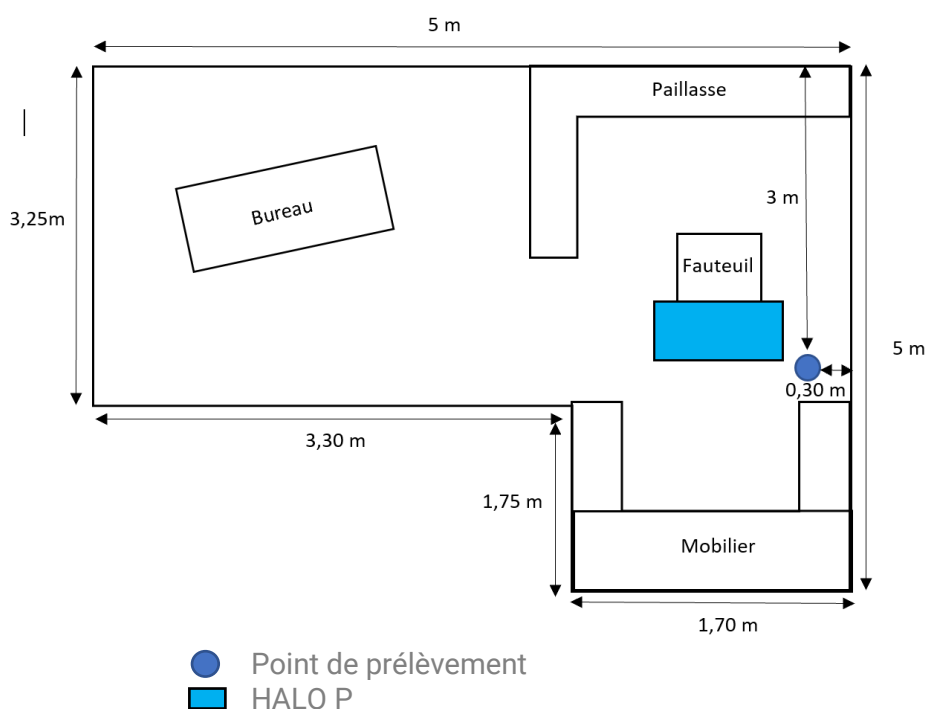 5 m
Paillasse
3 m
3,25m
Bureau
Fauteuil
5 m
0,30 m
3,30 m
1,75 m
Mobilier
1,70 m
Point de prélèvement
HALO P